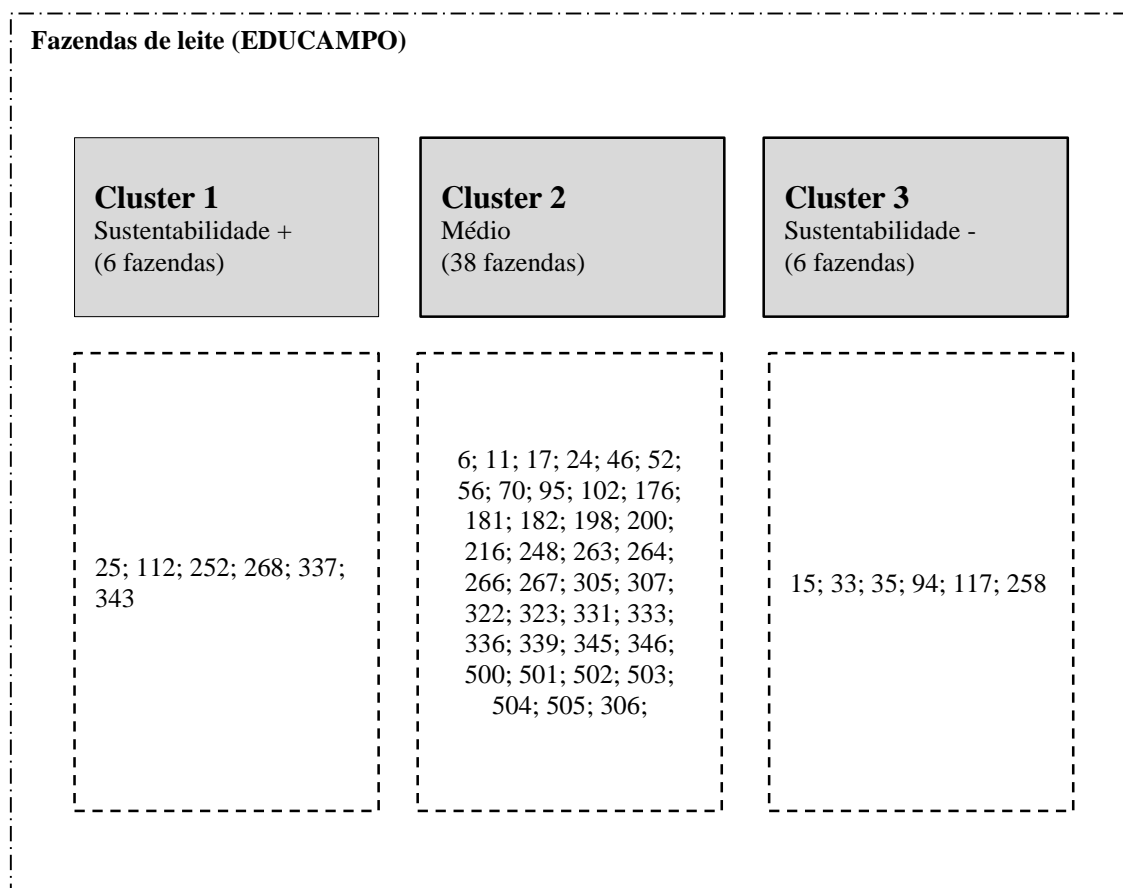 Fazendas de leite (EDUCAMPO)
Cluster 1
Sustentabilidade +
(6 fazendas)
Cluster 2
Médio
(38 fazendas)
Cluster 3
Sustentabilidade -
(6 fazendas)
25; 112; 252; 268; 337;
343
6; 11; 17; 24; 46; 52;
56; 70; 95; 102; 176;
181; 182; 198; 200;
216; 248; 263; 264;
266; 267; 305; 307;
322; 323; 331; 333;
336; 339; 345; 346;
500; 501; 502; 503;
504; 505; 306;
15; 33; 35; 94; 117; 258